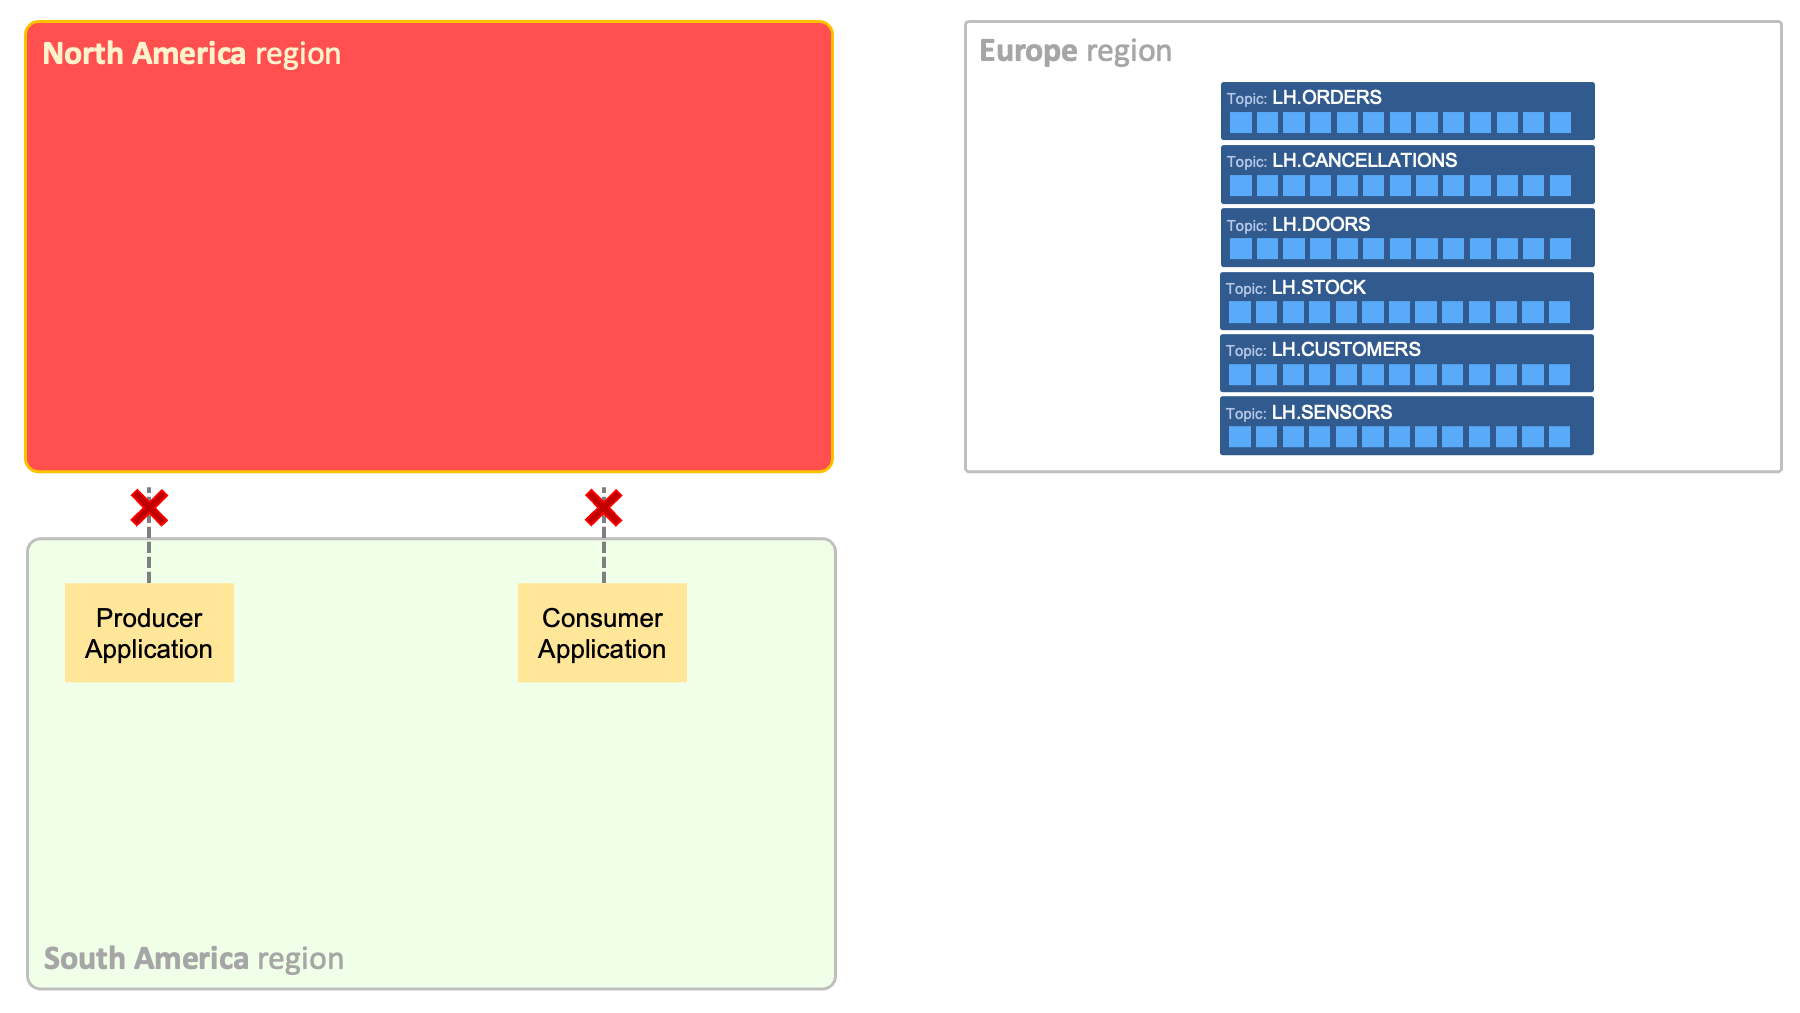 North America region
Europe region
Topic: LH.ORDERS
Topic: LH.CANCELLATIONS
Topic: LH.DOORS
Topic: LH.STOCK
Topic: LH.CUSTOMERS
Topic: LH.SENSORS
Producer
Application
Consumer
Application
South America region